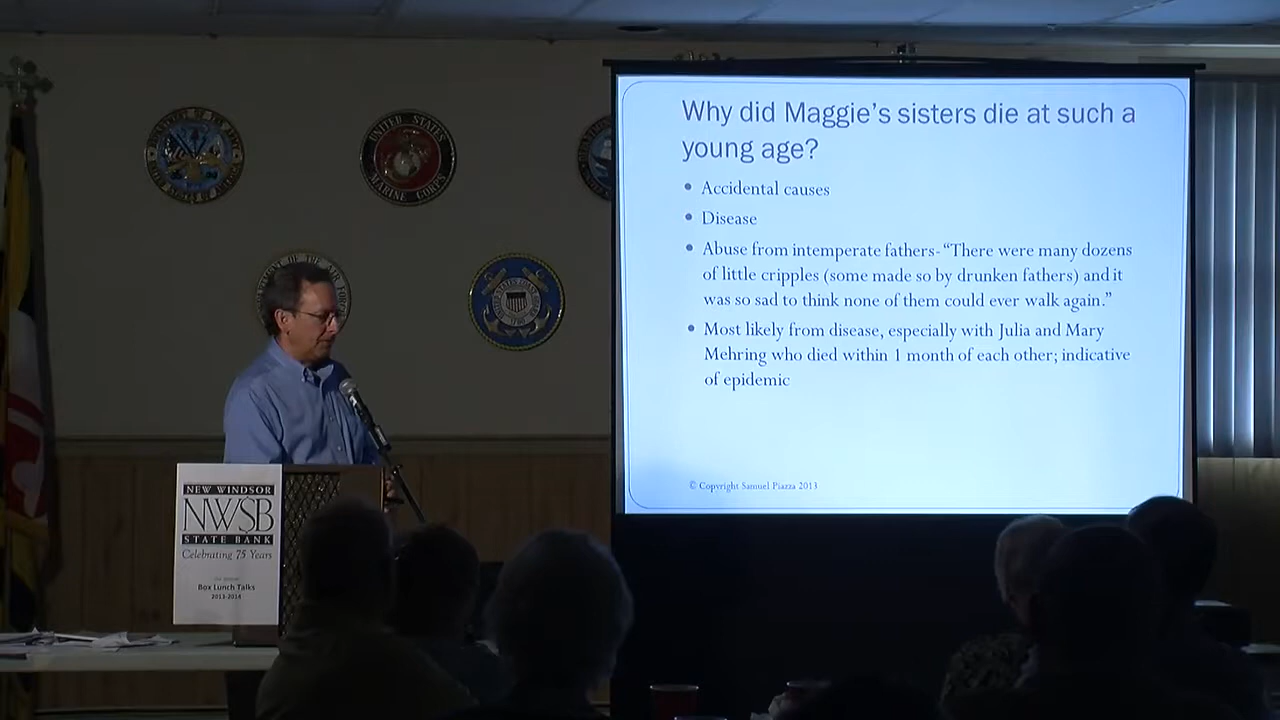 UNITED STATES
MARINE CORPS
Why did Maggie's sisters die at such a
young age?
• Accidental causes
• Disease
• Abuse from intemperate fathers- “There were many dozens
of little cripples (some made so by drunken fathers) and it
was so sad to think none of them could ever walk again.”
• Most likely from disease, especially with Julia and Mary
Mehring who died within 1 month of each other; indicative
of epidemic
© Copyright Samuel Piazza 2013
NEW WINDSOR
NWSB
STATE BANK
Celebrating 75 Years
Box Lunch Talks
2013-2014